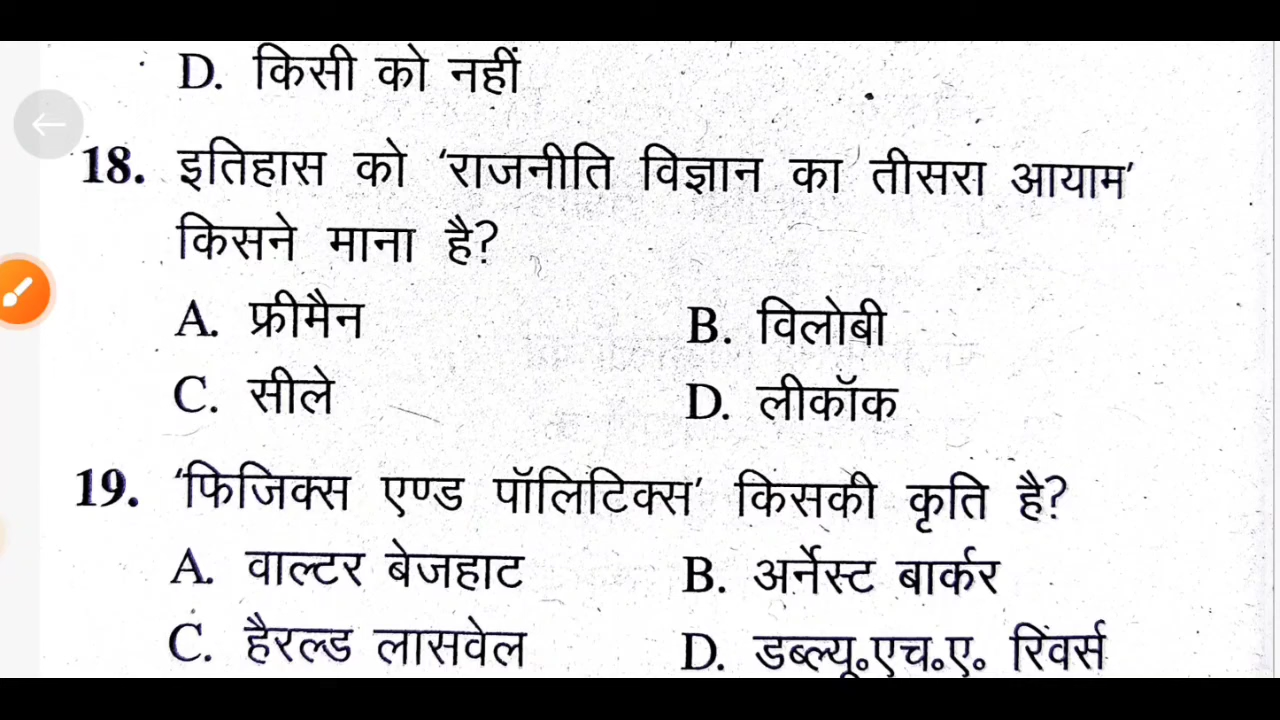 D. किसी को नहीं
18. इतिहास को 'राजनीति विज्ञान का तीसरा आयाम'
किसने माना है?
A. फ्रीमैन B. विलोबी
C. सीले D. लीकॉक
19. 'फिजिक्स एण्ड पॉलिटिक्स' किसकी कृति है?
A. वाल्टर बेजहाट B. अर्नेस्ट बार्कर
C. हैरल्ड लासवेल D. डब्ल्यू॰एच॰ए॰ रिवर्स